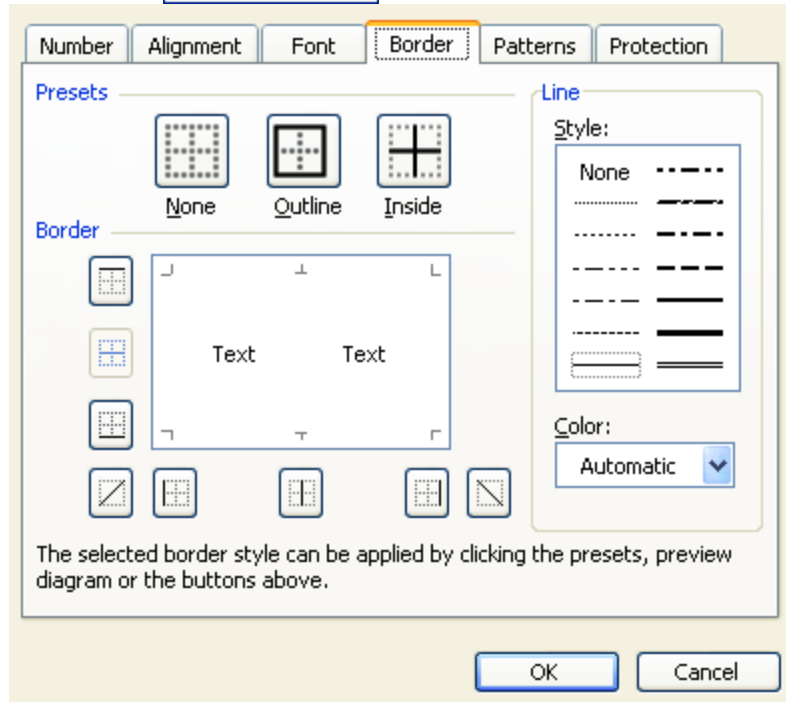 Number Alignment Font Border Patterns Protection
Presets
Line
Style:
None
None Outline Inside
Border
Text Text
Color:
Automatic
The selected border style can be applied by clicking the presets, preview
diagram or the buttons above.
OK Cancel